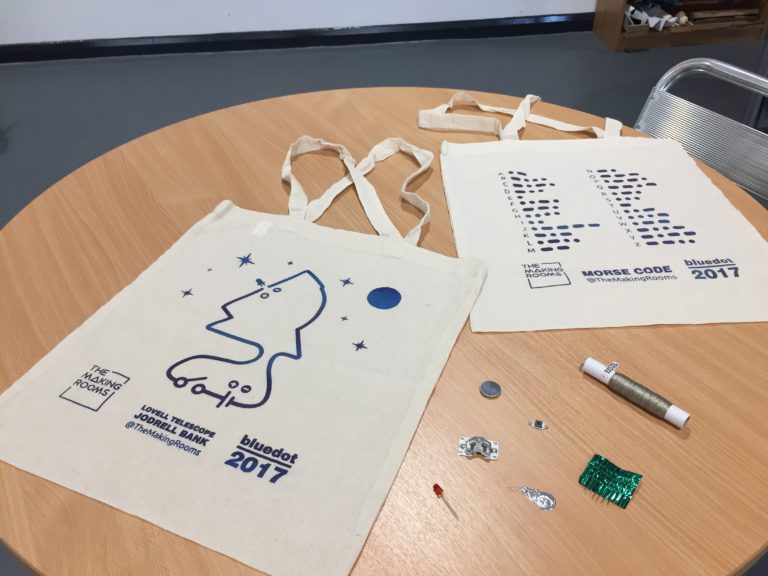 THE
MAKING
ROOMS
LOVELL TELESCOPE
JODRELL BANK
@TheMakingRooms
bluedot
2017
A
B
C
D
E
F
G
H
I
J
K
L
M
N
O
P
Q
R
S
T
U
V
W
X
Y
Z
THE
MAKING
ROOMS
MORSE CODE
@TheMakingRooms
bluedot
2017